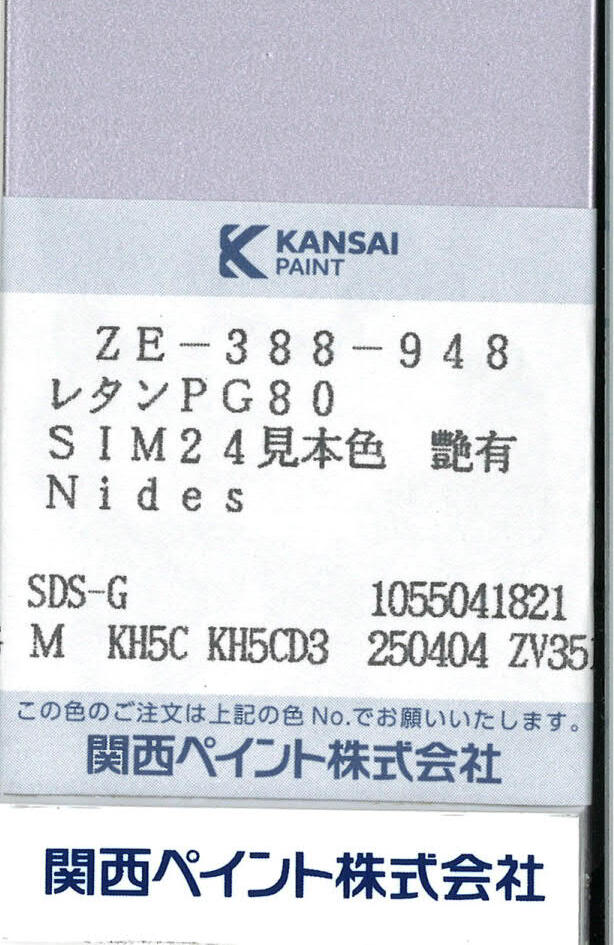 KANSAI
PAINT
ZE-388-948
レタンPG80
SIM24見本色 艶有
Nides
SDS-G 1055041821
M KH5C KH5CD3 250404 ZV351
この色のご注文は上記の色No.でお願いいたします。
関西ペイント株式会社
関西ペイント株式会社